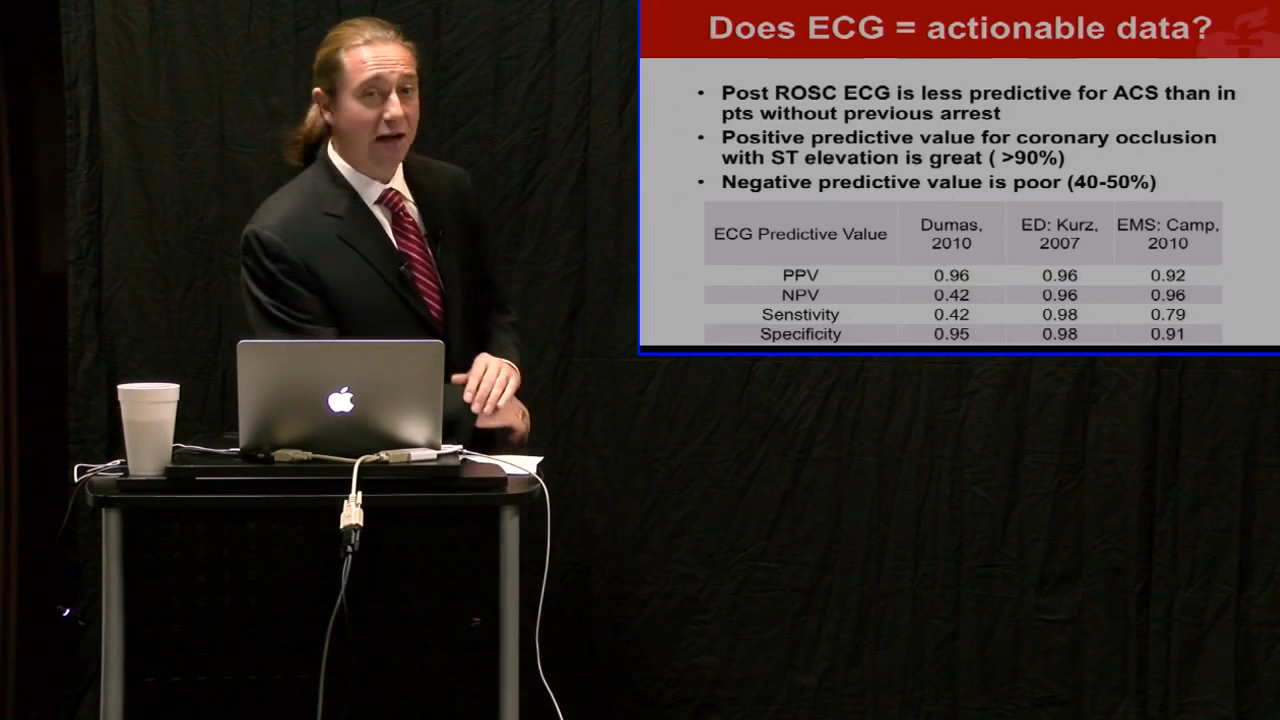 Does ECG = actionable data?
• Post ROSC ECG is less predictive for ACS than in
pts without previous arrest
• Positive predictive value for coronary occlusion
with ST elevation is great ( >90%)
• Negative predictive value is poor (40-50%)
ECG Predictive Value Dumas, 2010 ED: Kurz, 2007 EMS: Camp, 2010
PPV 0.96 0.96 0.92
NPV 0.42 0.96 0.96
Senstivity 0.42 0.98 0.79
Specificity 0.95 0.98 0.91